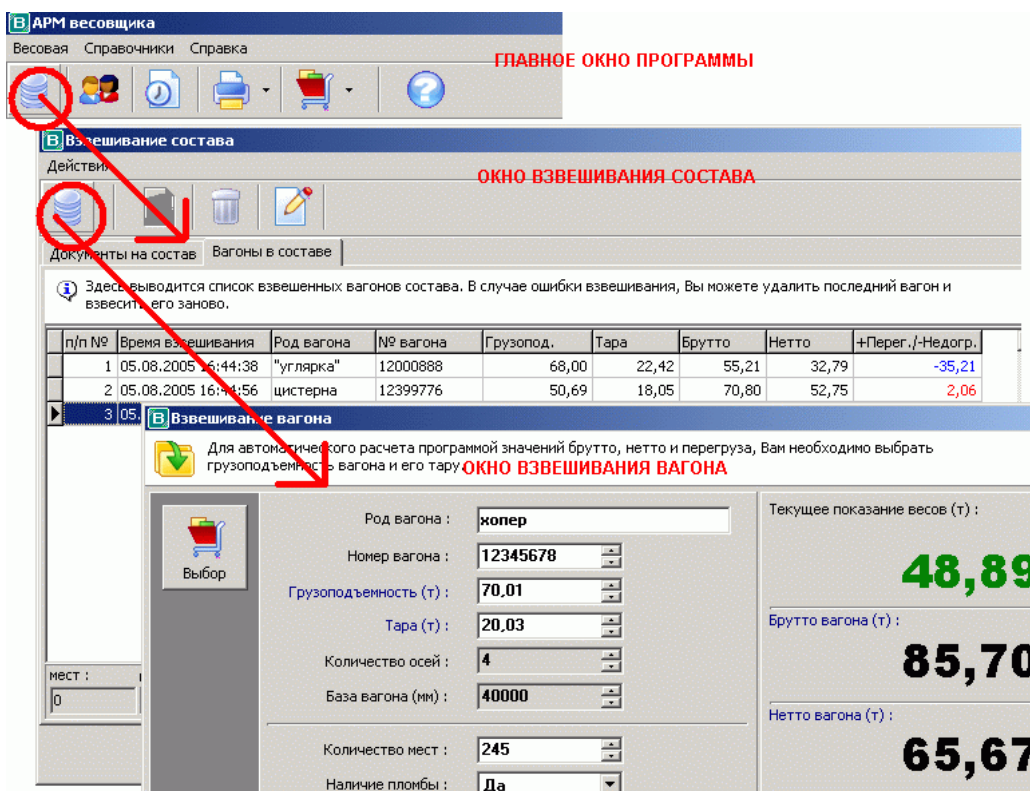 АРМ весовщика
Весовая Справочники Справка
ГЛАВНОЕ ОКНО ПРОГРАММЫ
Взвешивание состава
Действия
ОКНО ВЗВЕШИВАНИЯ СОСТАВА
Документы на состав Вагоны в составе
Здесь выводится список взвешенных вагонов состава. В случае ошибки взвешивания, Вы можете удалить последний вагон и
взвесить его заново.
п/п № Время взвешивания Род вагона № вагона Грузопод. Тара Брутто Нетто +Перег./-Недогр.
1 05.08.2005 16:44:38 "углярка" 12000888 68,00 22,42 55,21 32,79 -35,21
2 05.08.2005 16:44:56 цистерна 12399776 50,69 18,05 70,80 52,75 2,06
3 05.
Взвешивание вагона
Для автоматического расчета программой значений брутто, нетто и перегруза, Вам необходимо выбрать
грузоподъемность вагона и его тару.
ОКНО ВЗВЕШИВАНИЯ ВАГОНА
Выбор
Род вагона : хопер
Номер вагона : 12345678
Грузоподъемность (т) : 70,01
Тара (т) : 20,03
Количество осей : 4
База вагона (мм) : 40000
Количество мест : 245
Наличие пломбы : Да
Текущее показание весов (т) :
48,89
Брутто вагона (т) :
85,70
Нетто вагона (т) :
65,67
мест :
0